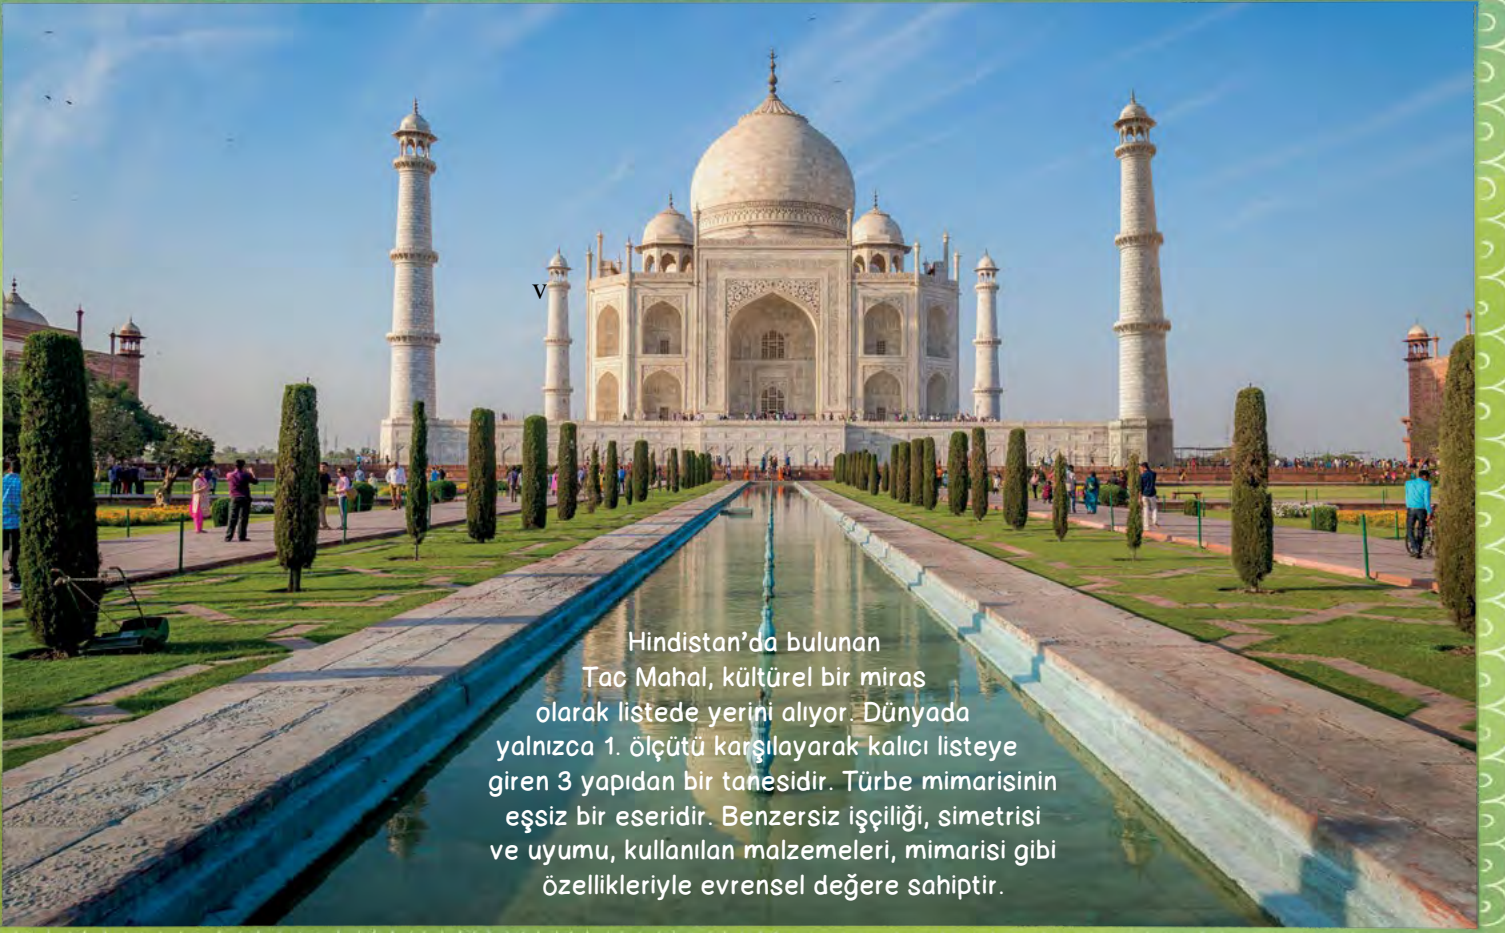 v
Hindistan’da bulunan
Tac Mahal, kültürel bir miras
olarak listede yerini alıyor. Dünyada
yalnızca 1. ölçütü karşılayarak kalıcı listeye
giren 3 yapıdan bir tanesidir. Türbe mimarisinin
eşsiz bir eseridir. Benzersiz işçiliği, simetrisi
ve uyumu, kullanılan malzemeleri, mimarisi gibi
özellikleriyle evrensel değere sahiptir.